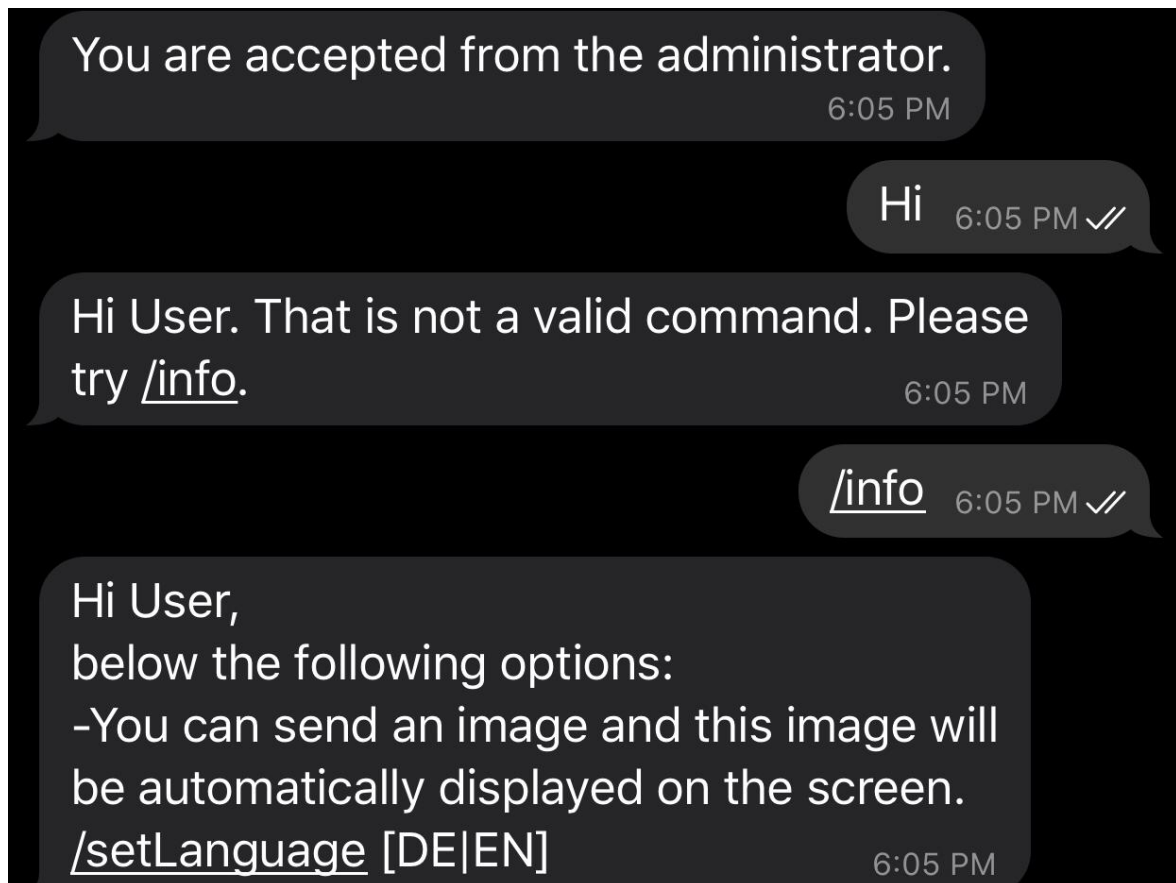 You are accepted from the administrator.
6:05 PM
Hi 6:05 PM
Hi User. That is not a valid command. Please
try /info.
6:05 PM
/info 6:05 PM
Hi User,
below the following options:
-You can send an image and this image will
be automatically displayed on the screen.
/setLanguage [DE|EN]
6:05 PM